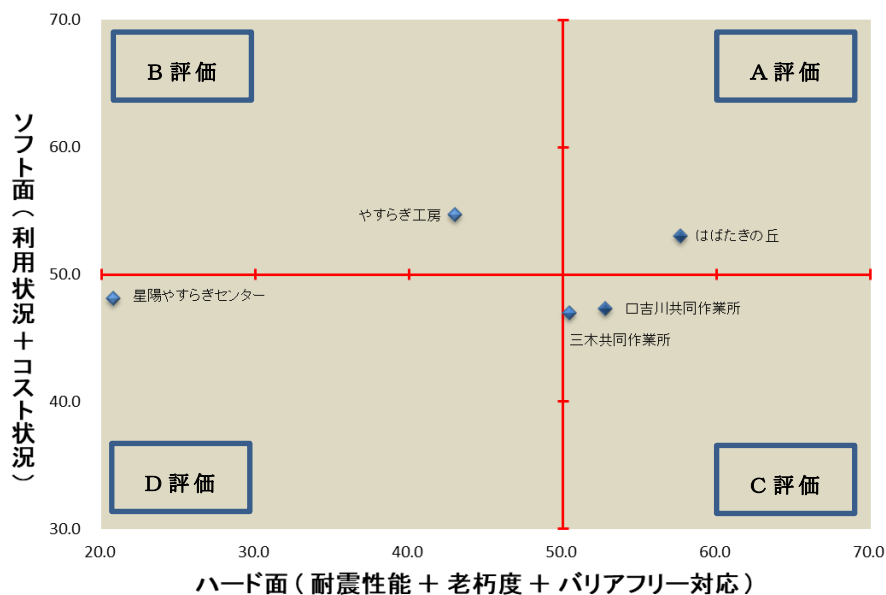 70.0
B 評価
A 評価
60.0
やすらぎ工房
はばたきの丘
50.0
星陽やすらぎセンター
口吉川共同作業所
三木共同作業所
40.0
D 評価
C 評価
30.0
20.0
30.0
40.0
50.0
60.0
70.0
ソフト面（利用状況＋コスト状況）
ハード面（耐震性能＋老朽度＋バリアフリー対応）